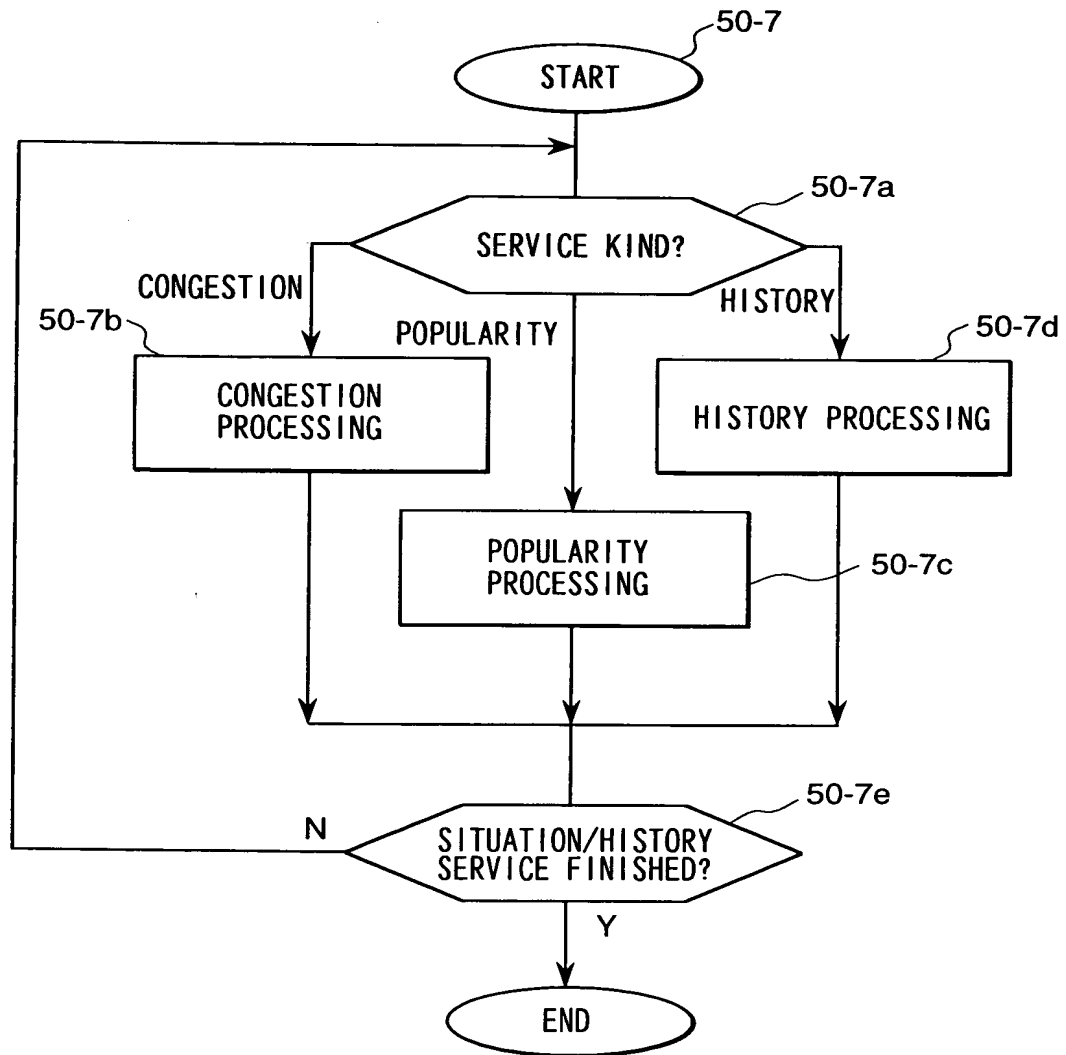 50-7
START
50-7a
SERVICE KIND?
CONGESTION
HISTORY
50-7b
POPULARITY
50-7d
CONGESTION
PROCESSING
HISTORY PROCESSING
POPULARITY
PROCESSING
50-7c
50-7e
N
SITUATION/HISTORY
SERVICE FINISHED?
Y
END